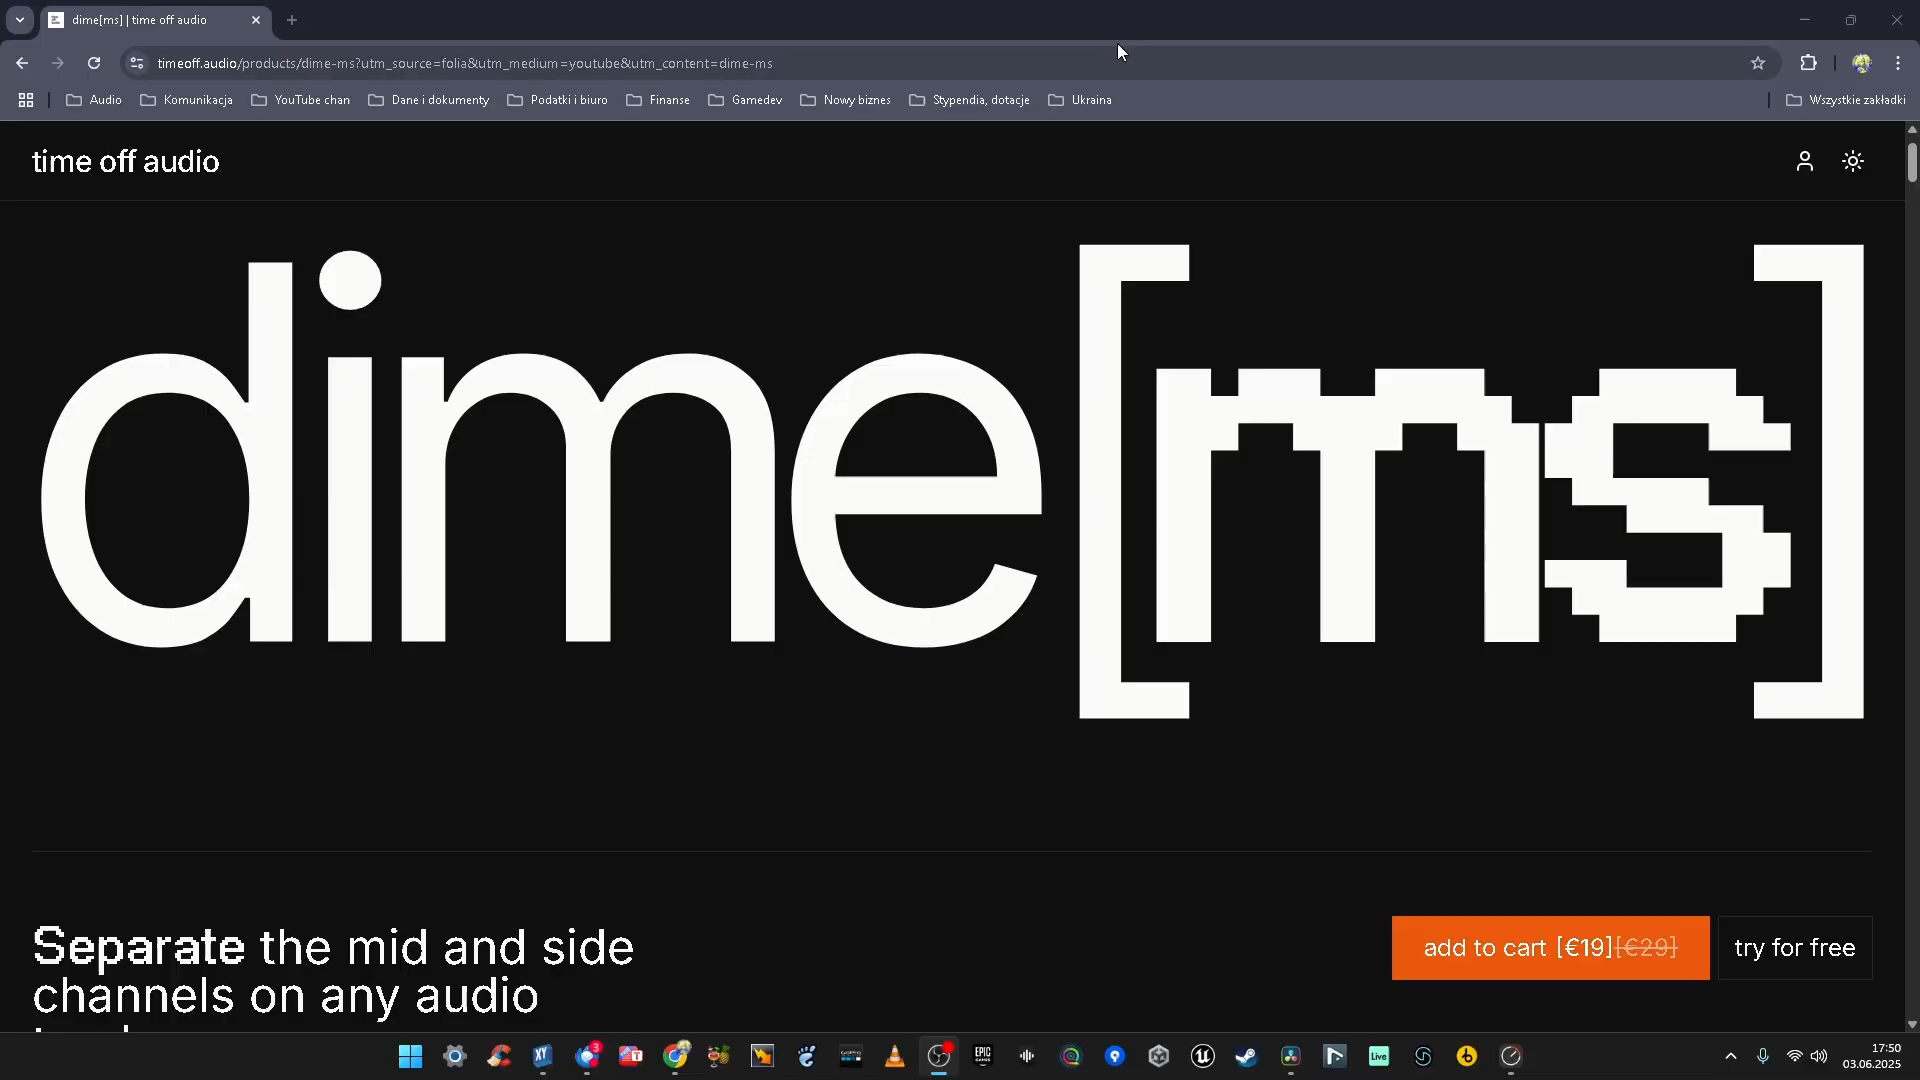 dime[ms] | time off audio
timeoff.audio/products/dime-ms?utm_source=folia&utm_medium=youtube&utm_content=dime-ms
Audio
Komunikacja
YouTube chan
Dane i dokumenty
Podatki i biuro
Finanse
Gamedev
Nowy biznes
Stypendia, dotacje
Ukraina
Wszystkie zakładki
time off audio
dime[ms]
Separate the mid and side
channels on any audio
add to cart [€19][€29]
try for free
17:50
03.06.2025